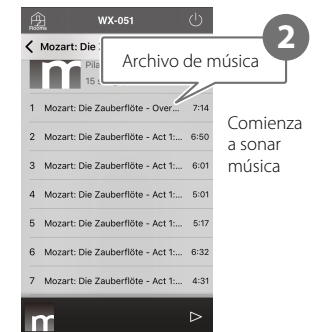 Rooms
WX-051
2
Mozart: Die
Archivo de música
15
1 Mozart: Die Zauberflöte - Over... 7:14
2 Mozart: Die Zauberflöte - Act 1:... 6:50
3 Mozart: Die Zauberflöte - Act 1:... 6:01
4 Mozart: Die Zauberflöte - Act 1:... 5:01
5 Mozart: Die Zauberflöte - Act 1:... 5:17
6 Mozart: Die Zauberflöte - Act 1:... 6:32
7 Mozart: Die Zauberflöte - Act 1:... 4:31
Comienza
a sonar
música
m